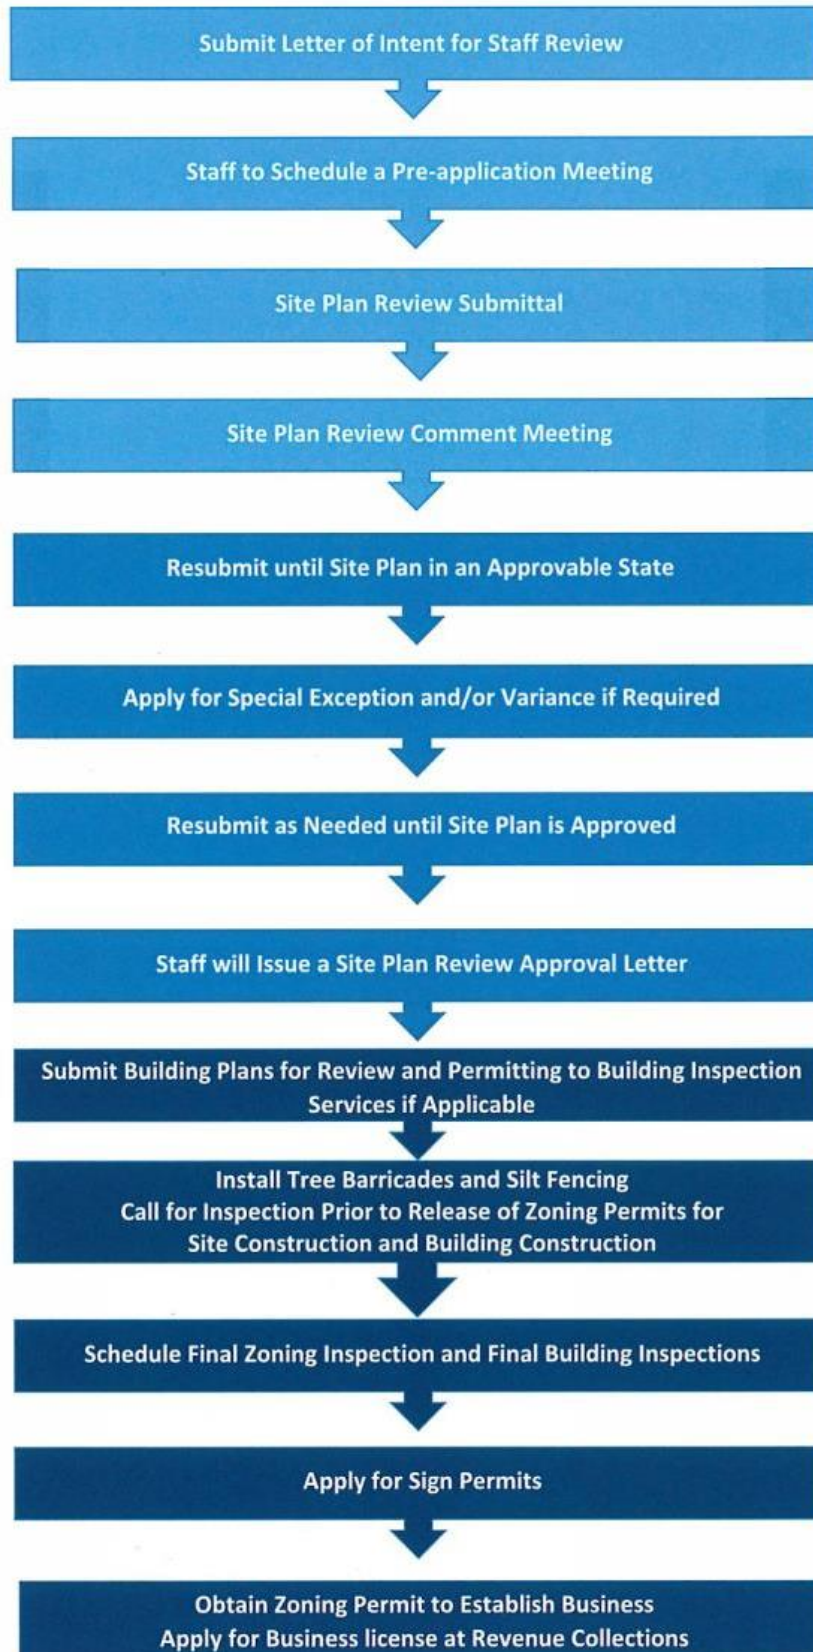 Submit Letter of Intent for Staff Review
Staff to Schedule a Pre-application Meeting
Site Plan Review Submittal
Site Plan Review Comment Meeting
Resubmit until Site Plan in an Approvable State
Apply for Special Exception and/or Variance if Required
Resubmit as Needed until Site Plan is Approved
Staff will Issue a Site Plan Review Approval Letter
Submit Building Plans for Review and Permitting to Building Inspection
Services if Applicable
Install Tree Barricades and Silt Fencing
Call for Inspection Prior to Release of Zoning Permits for
Site Construction and Building Construction
Schedule Final Zoning Inspection and Final Building Inspections
Apply for Sign Permits
Obtain Zoning Permit to Establish Business
Apply for Business license at Revenue Collections